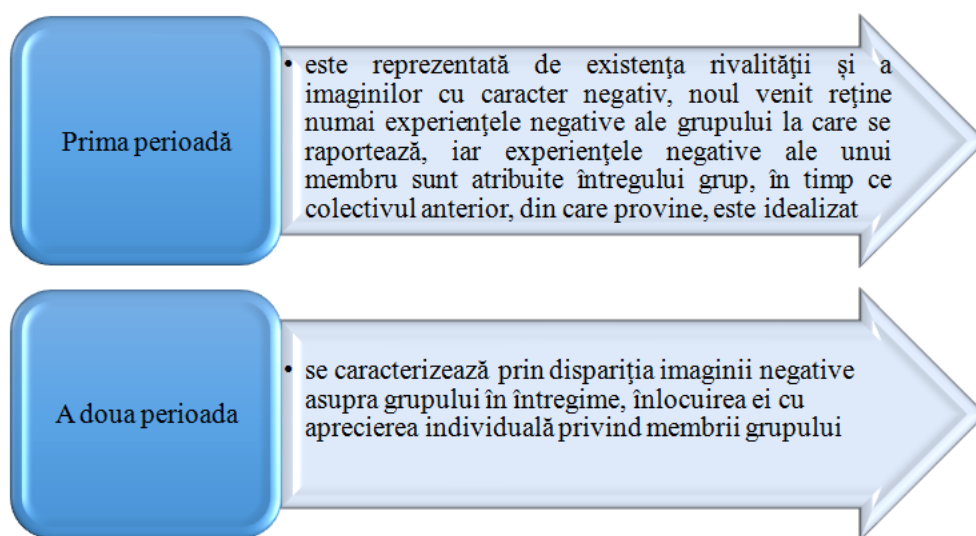 Prima perioadă
• este reprezentată de existenţa rivalităţii și a
imaginilor cu caracter negativ, noul venit reţine
numai experienţele negative ale grupului la care se
raportează, iar experienţele negative ale unui
membru sunt atribuite întregului grup, în timp ce
colectivul anterior, din care provine, este idealizat
A doua perioada
• se caracterizează prin dispariţia imaginii negative
asupra grupului în întregime, înlocuirea ei cu
aprecierea individuală privind membrii grupului